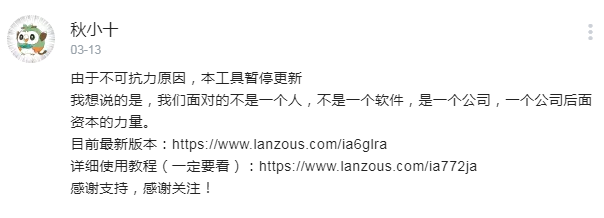 秋小十
03-13
由于不可抗力原因，本工具暂停更新
我想说的是，我们面对的不是一个人，不是一个软件，是一个公司，一个公司后面
资本的力量。
目前最新版本：https://www.lanzous.com/ia6glra
详细使用教程（一定要看）：https://www.lanzous.com/ia772ja
感谢支持，感谢关注！